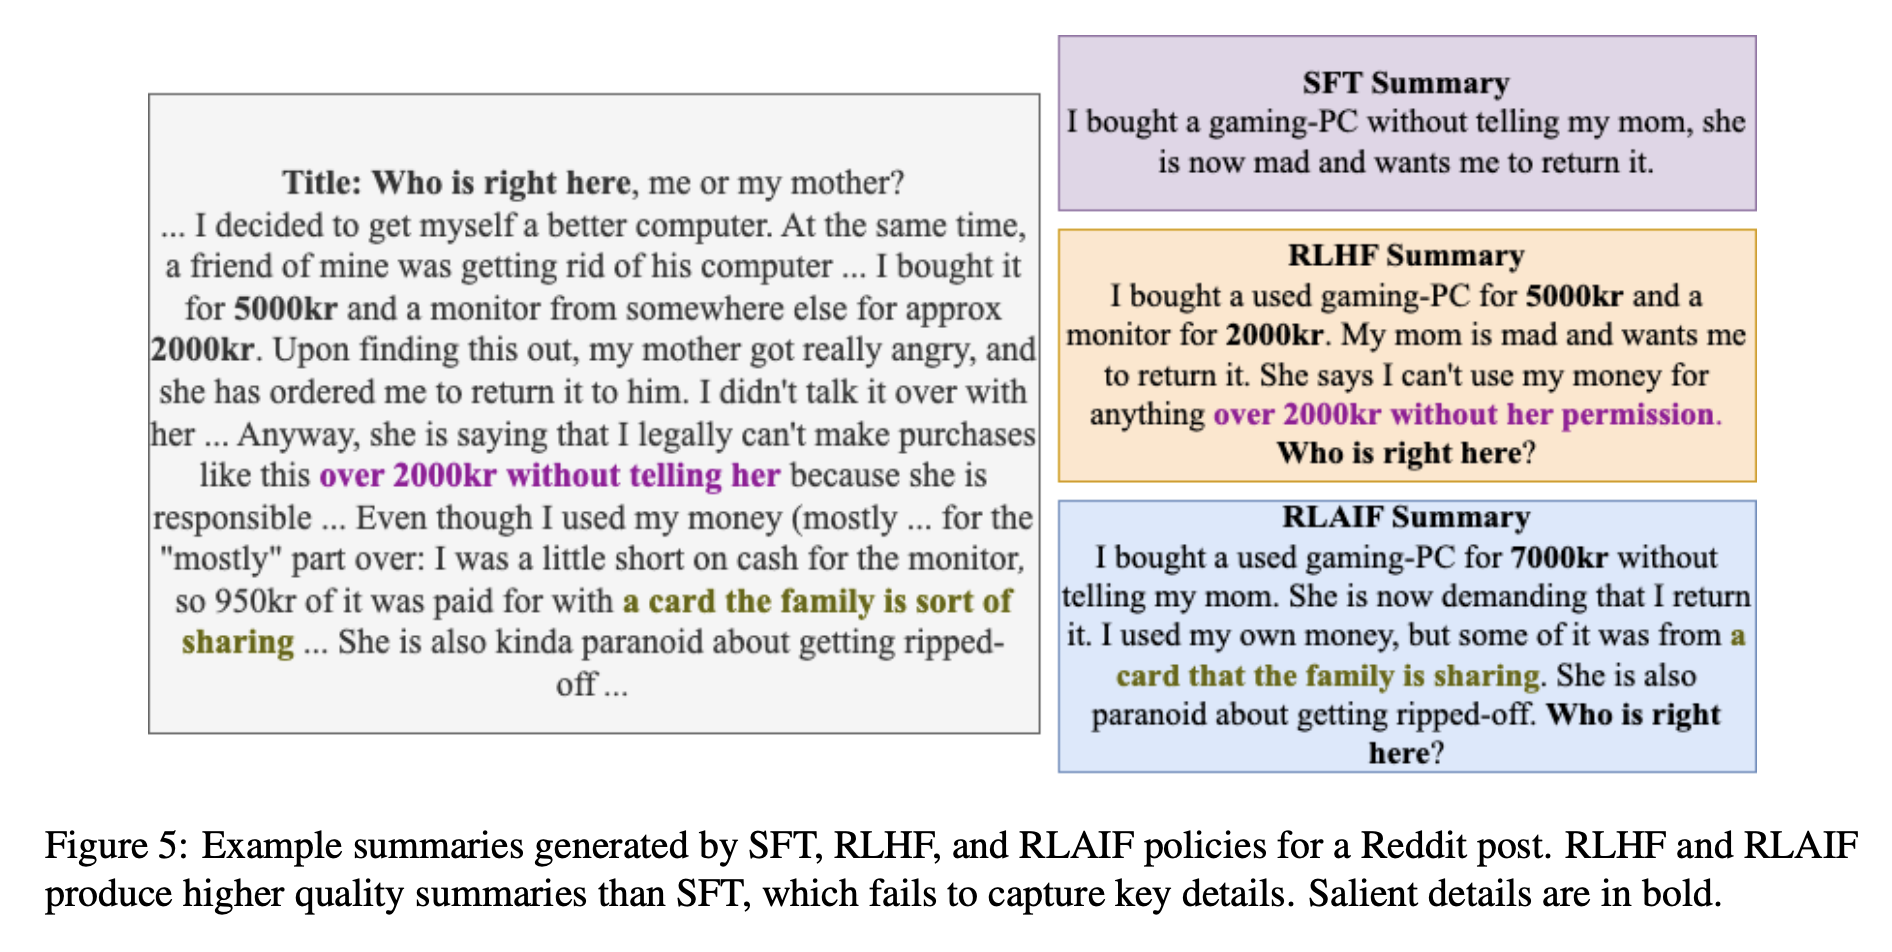 Title: Who is right here, me or my mother?
... I decided to get myself a better computer. At the same time,
a friend of mine was getting rid of his computer ... I bought it
for 5000kr and a monitor from somewhere else for approx
2000kr. Upon finding this out, my mother got really angry, and
she has ordered me to return it to him. I didn't talk it over with
her ... Anyway, she is saying that I legally can't make purchases
like this over 2000kr without telling her because she is
responsible ... Even though I used my money (mostly ... for the
"mostly" part over: I was a little short on cash for the monitor,
so 950kr of it was paid for with a card the family is sort of
sharing ... She is also kinda paranoid about getting ripped-
off ...
SFT Summary
I bought a gaming-PC without telling my mom, she
is now mad and wants me to return it.
RLHF Summary
I bought a used gaming-PC for 5000kr and a
monitor for 2000kr. My mom is mad and wants me
to return it. She says I can't use my money for
anything over 2000kr without her permission.
Who is right here?
RLAIF Summary
I bought a used gaming-PC for 7000kr without
telling my mom. She is now demanding that I return
it. I used my own money, but some of it was from a
card that the family is sharing. She is also
paranoid about getting ripped-off. Who is right
here?
Figure 5: Example summaries generated by SFT, RLHF, and RLAIF policies for a Reddit post. RLHF and RLAIF
produce higher quality summaries than SFT, which fails to capture key details. Salient details are in bold.